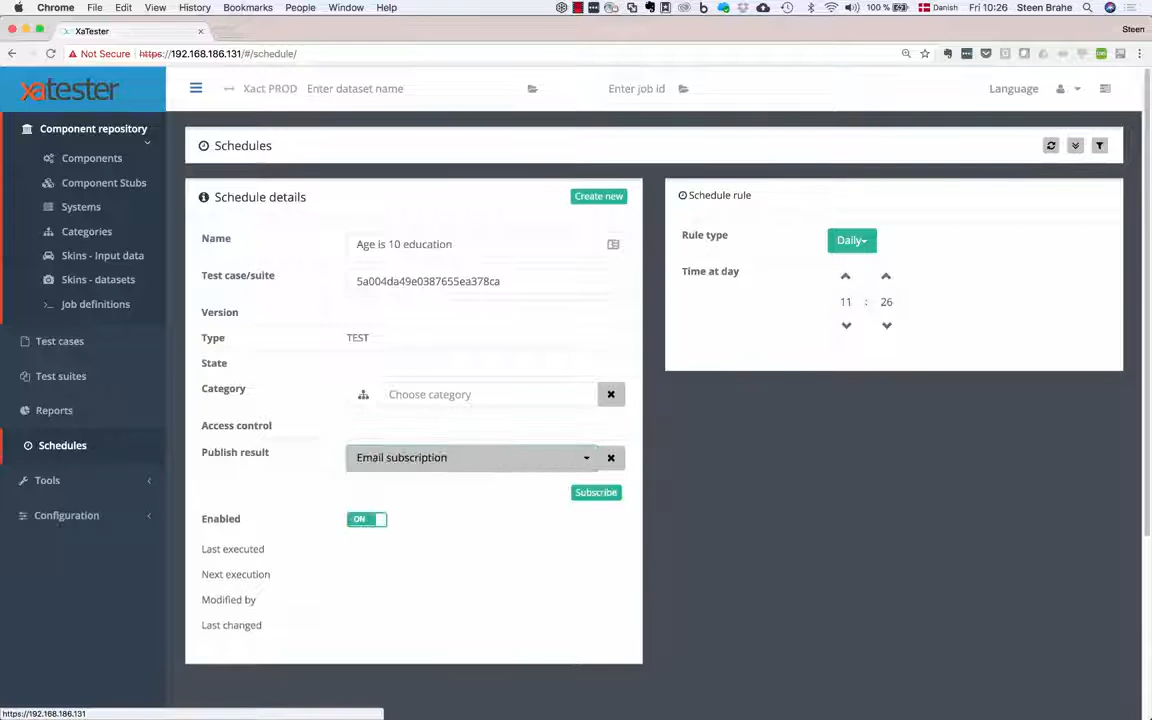 Chrome File Edit View History Bookmarks People Window Help 100 % Danish Fri 10:26 Steen Brahe
XaTester Steen
Not Secure https://192.168.186.131/#/schedule/
xatester
Xact PROD Enter dataset name Enter job id Language
Component repository
Components
Systems
Component Stubs
Categories
Skins - Input data
Skins - datasets
Job definitions
Test cases
Test suites
Reports
Schedules
Tools
Configuration
Schedules
Schedule details Create new
Name Age is 10 education
Test case/suite 5a004da49e0387655ea378ca
Version
Type TEST
State
Category Choose category
Access control
Publish result Email subscription
Subscribe
Enabled ON
Last executed
Next execution
Modified by
Last changed
Schedule rule
Rule type Daily
Time at day
11 : 26
https://192.168.186.131